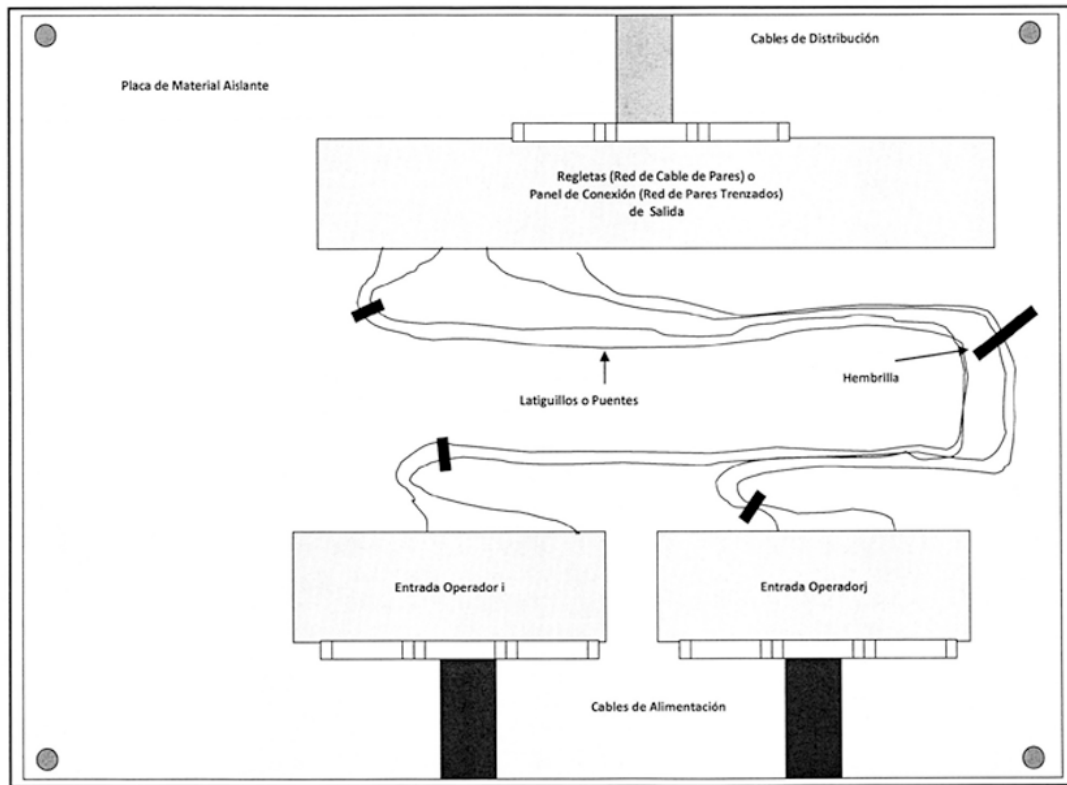 Cables de Distribución
Placa de Material Aislante
Regletas (Red de Cable de Pares) o
Panel de Conexión (Red de Pares Trenzados)
de Salida
Hembrilla
Latiguillos o Puentes
Entrada Operador i
Entrada Operadorj
Cables de Alimentación